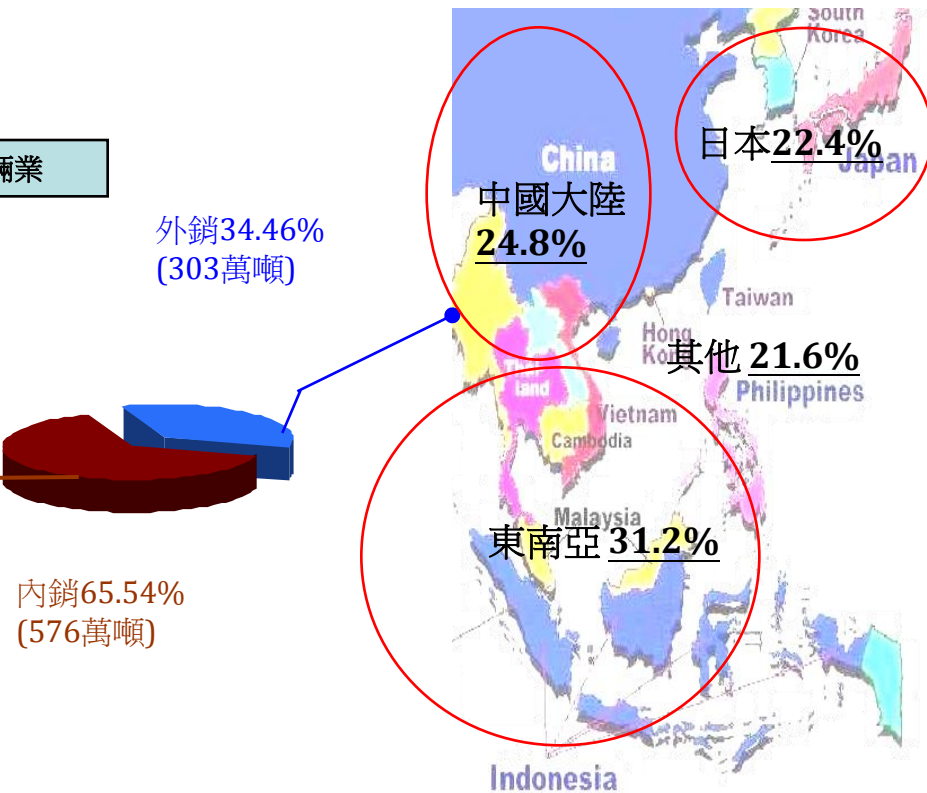 業
外銷34.46%
(303萬噸)
內銷65.54%
(576萬噸)
South
Korea
日本22.4%
Japan
China
中國大陸
24.8%
Taiwan
Hong
Kong
其他 21.6%
Philippines
land
Vietnam
Cambodia
Malaysia
東南亞 31.2%
Indonesia